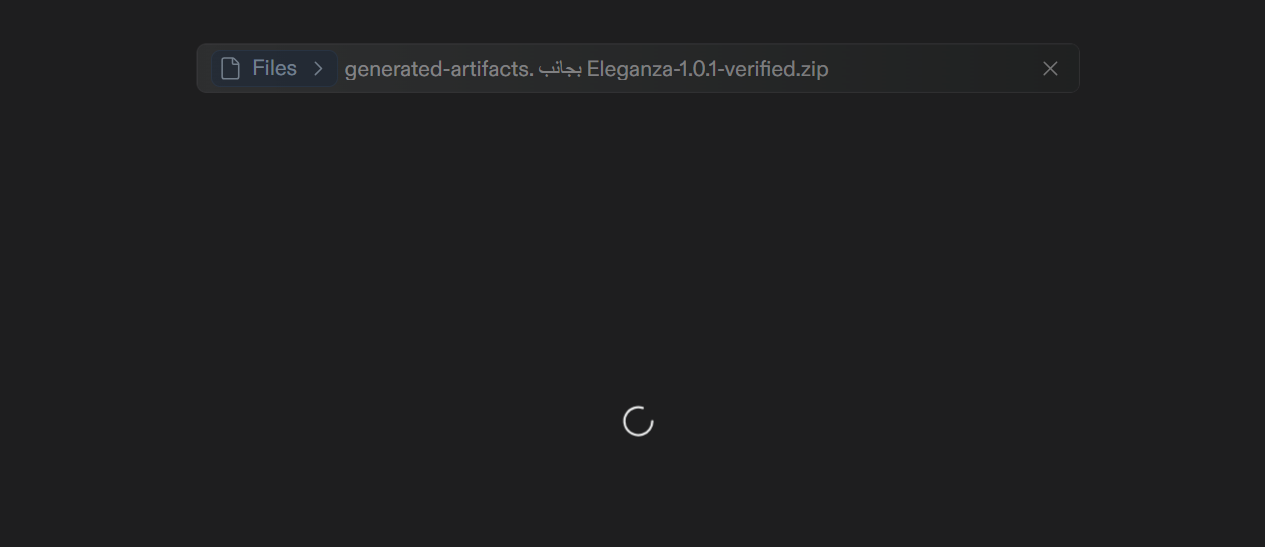 Files > generated-artifacts. بجانب Eleganza-1.0.1-verified.zip